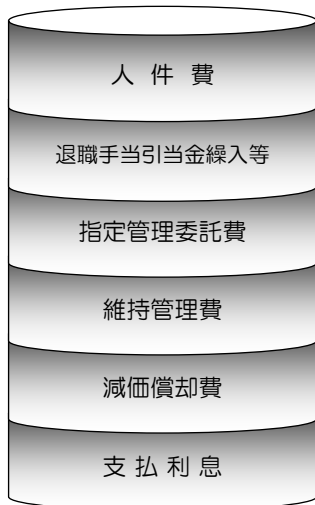 人件費
退職手当引当金繰入等
指定管理委託費
維持管理費
減価償却費
支払利息